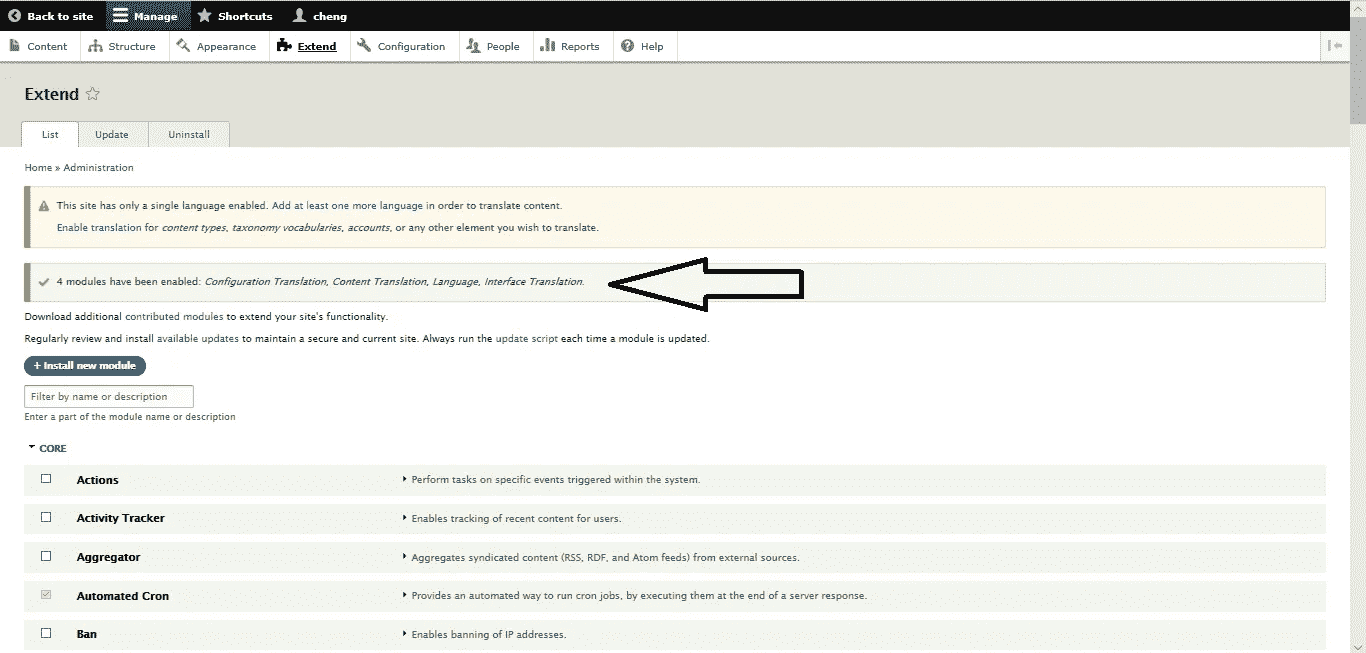 Back to site Manage Shortcuts cheng
Content Structure Appearance Extend Configuration People Reports Help
Extend
List Update Uninstall
Home » Administration
This site has only a single language enabled. Add at least one more language in order to translate content.
Enable translation for content types, taxonomy vocabularies, accounts, or any other element you wish to translate.
4 modules have been enabled: Configuration Translation, Content Translation, Language, Interface Translation.
Download additional contributed modules to extend your site's functionality.
Regularly review and install available updates to maintain a secure and current site. Always run the update script each time a module is updated.
+ Install new module
Filter by name or description
Enter a part of the module name or description
CORE
Actions Perform tasks on specific events triggered within the system.
Activity Tracker Enables tracking of recent content for users.
Aggregator Aggregates syndicated content (RSS, RDF, and Atom feeds) from external sources.
Automated Cron Provides an automated way to run cron jobs, by executing them at the end of a server response.
Ban Enables banning of IP addresses.